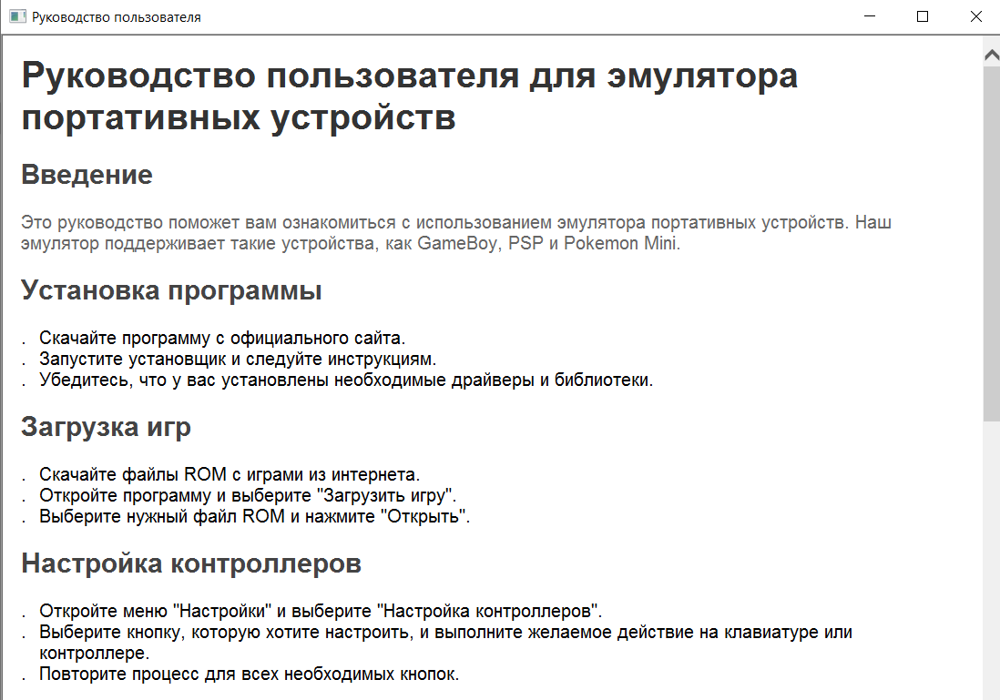 Руководство пользователя
Руководство пользователя для эмулятора
портативных устройств
Введение
Это руководство поможет вам ознакомиться с использованием эмулятора портативных устройств. Наш
эмулятор поддерживает такие устройства, как GameBoy, PSP и Pokemon Mini.
Установка программы
. Скачайте программу с официального сайта.
. Запустите установщик и следуйте инструкциям.
. Убедитесь, что у вас установлены необходимые драйверы и библиотеки.
Загрузка игр
. Скачайте файлы ROM с играми из интернета.
. Откройте программу и выберите "Загрузить игру".
. Выберите нужный файл ROM и нажмите "Открыть".
Настройка контроллеров
. Откройте меню "Настройки" и выберите "Настройка контроллеров".
. Выберите кнопку, которую хотите настроить, и выполните желаемое действие на клавиатуре или
контроллере.
. Повторите процесс для всех необходимых кнопок.